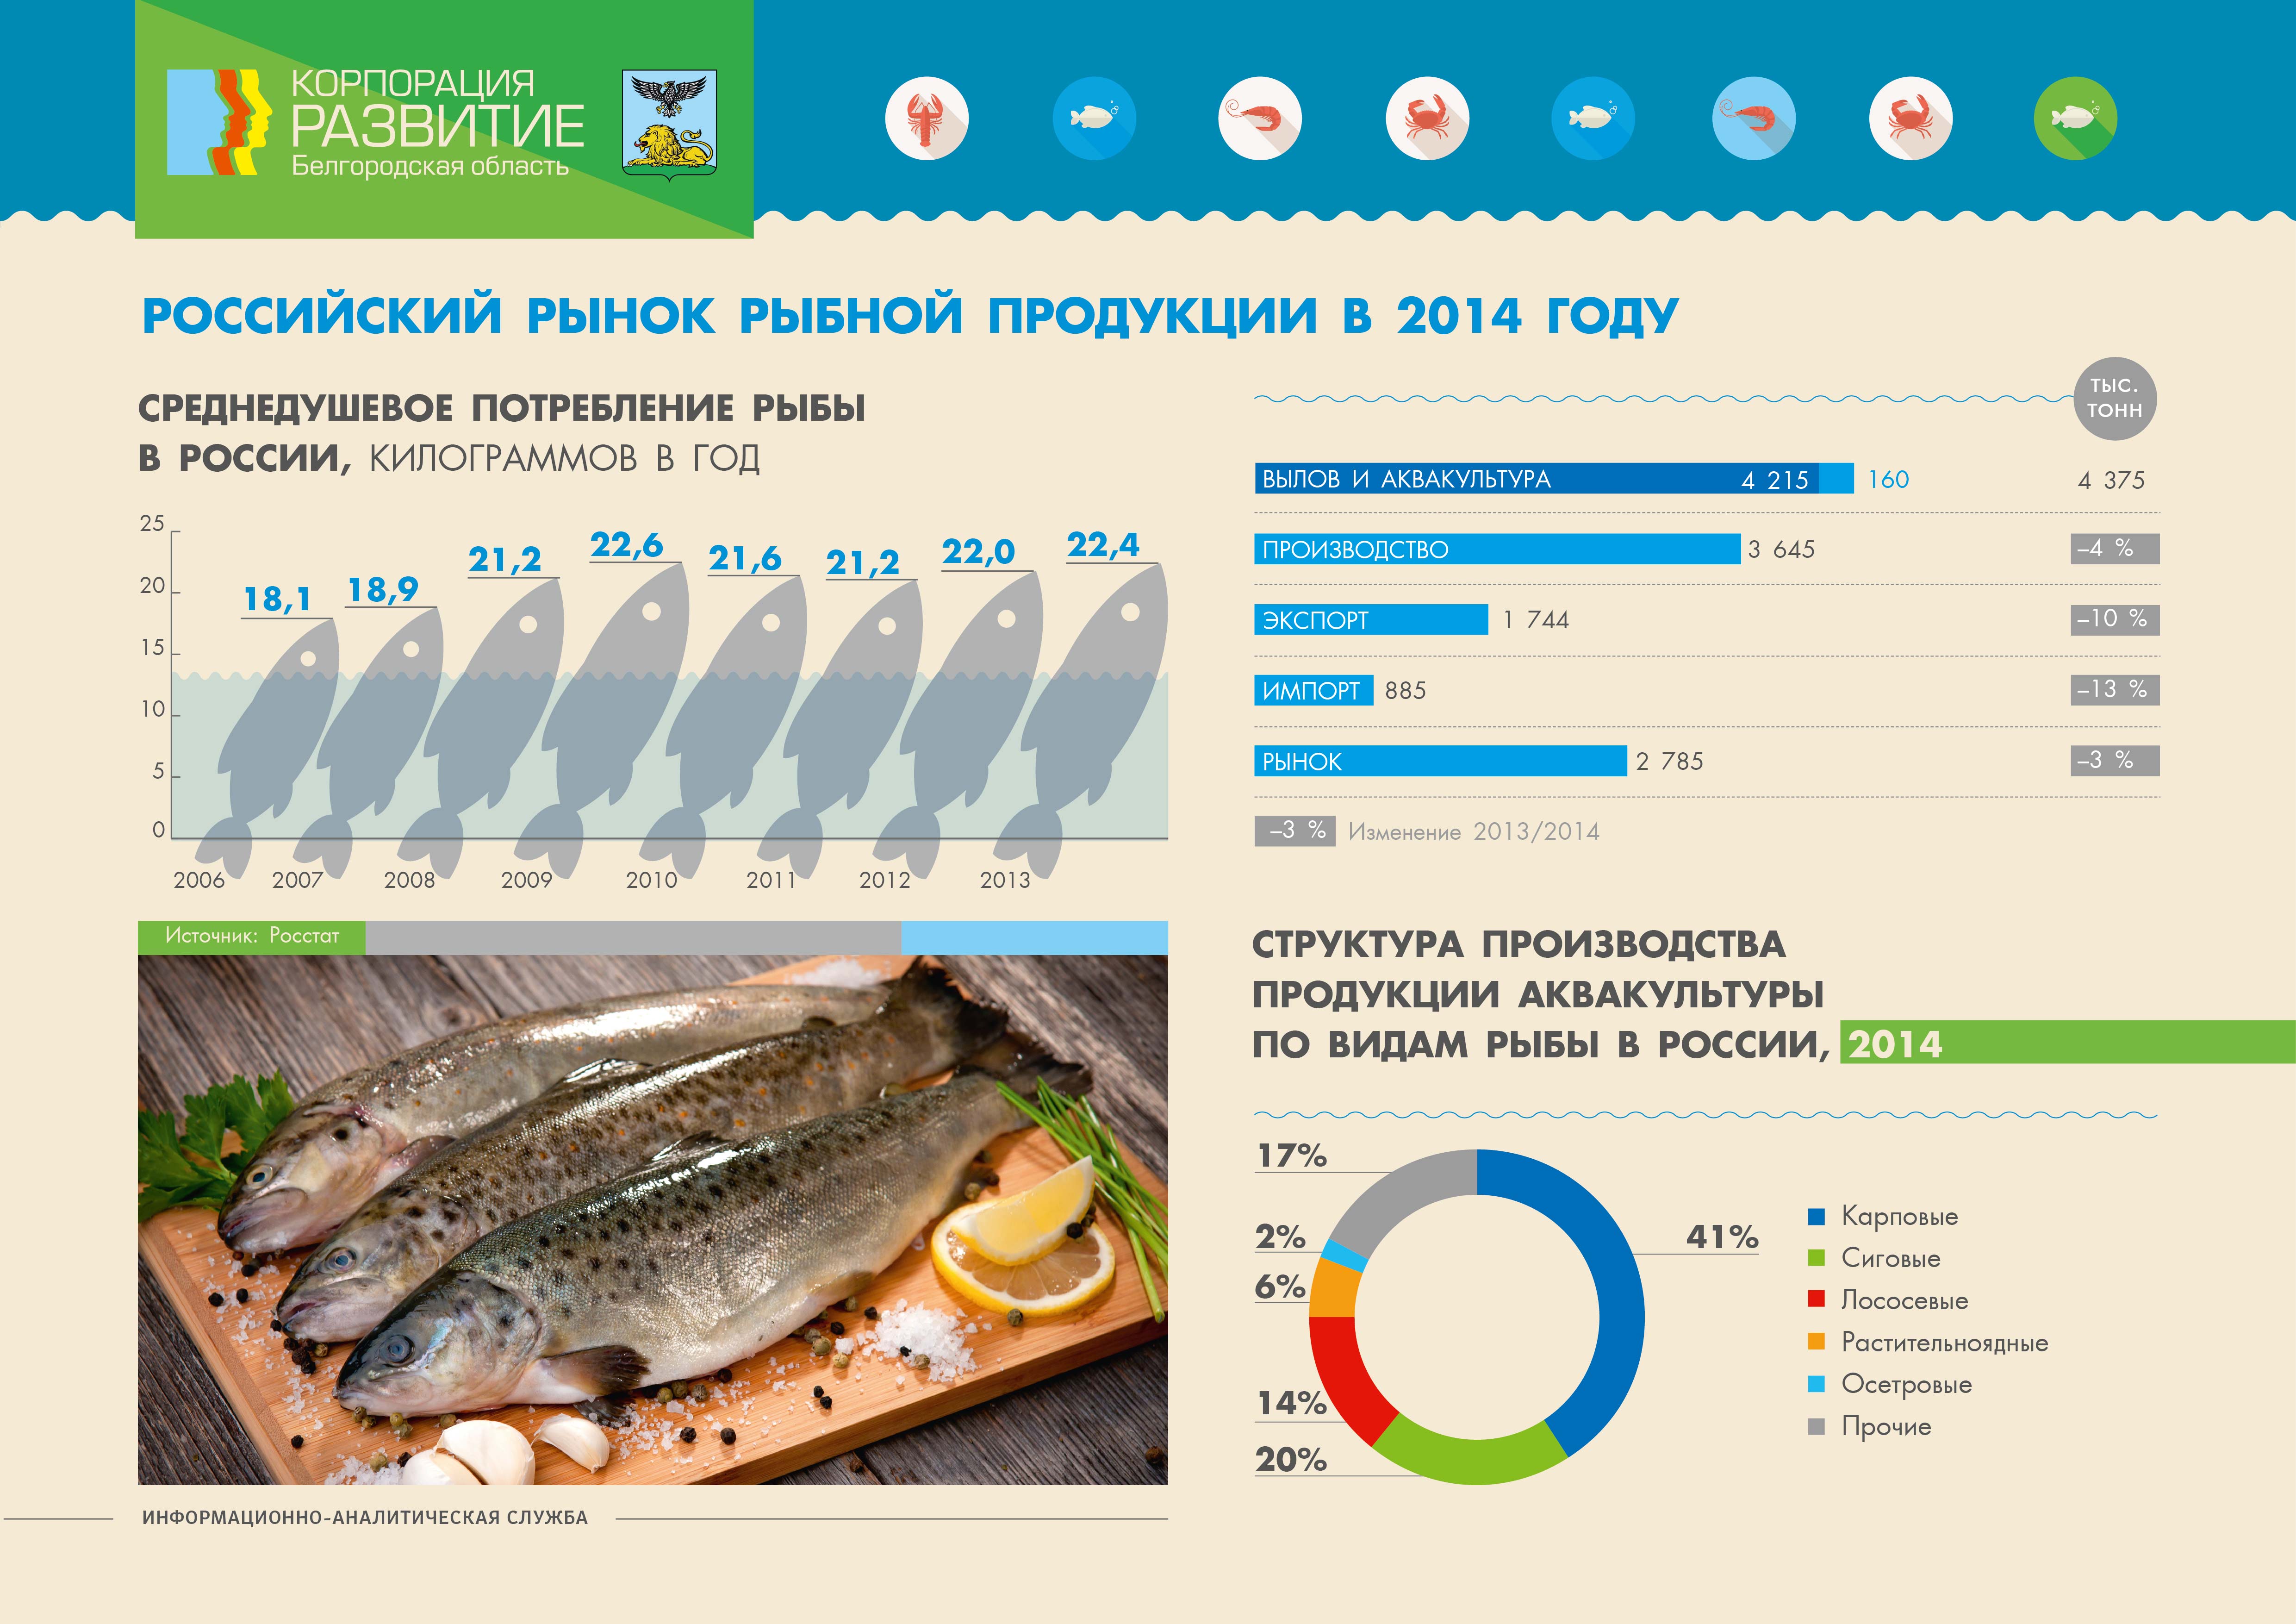 КОРПОРАЦИЯ
РАЗВИТИЕ
Белгородская область
РОССИЙСКИЙ РЫНОК РЫБНОЙ ПРОДУКЦИИ В 2014 ГОДУ
СРЕДНЕДУШЕВОЕ ПОТРЕБЛЕНИЕ РЫБЫ
В РОССИИ, КИЛОГРАММОВ В ГОД
25
20
15
10
5
0
18,1
18,9
21,2
22,6
21,6
21,2
22,0
22,4
2006 2007 2008 2009 2010 2011 2012 2013
Источник: Росстат
ТЫС.
ТОНН
ВЫЛОВ И АКВАКУЛЬТУРА 4 215 160 4 375
ПРОИЗВОДСТВО 3 645 –4 %
ЭКСПОРТ 1 744 –10 %
ИМПОРТ 885 –13 %
РЫНОК 2 785 –3 %
–3 % Изменение 2013/2014
СТРУКТУРА ПРОИЗВОДСТВА
ПРОДУКЦИИ АКВАКУЛЬТУРЫ
ПО ВИДАМ РЫБЫ В РОССИИ, 2014
17%
2%
6%
14%
20%
41%
Карповые
Сиговые
Лососевые
Растительноядные
Осетровые
Прочие
ИНФОРМАЦИОННО-АНАЛИТИЧЕСКАЯ СЛУЖБА